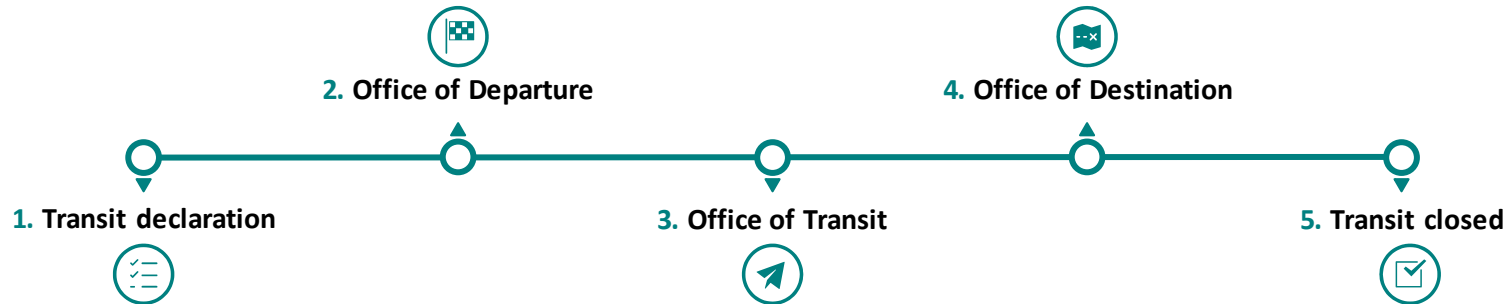 1. Transit declaration
2. Office of Departure
3. Office of Transit
4. Office of Destination
5. Transit closed